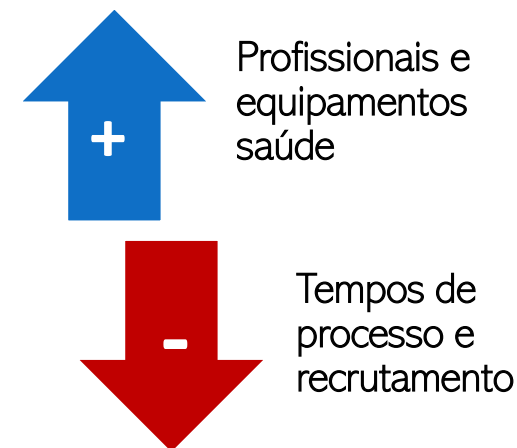 Profissionais e
equipamentos
saúde
+
Tempos de
processo e
recrutamento
-